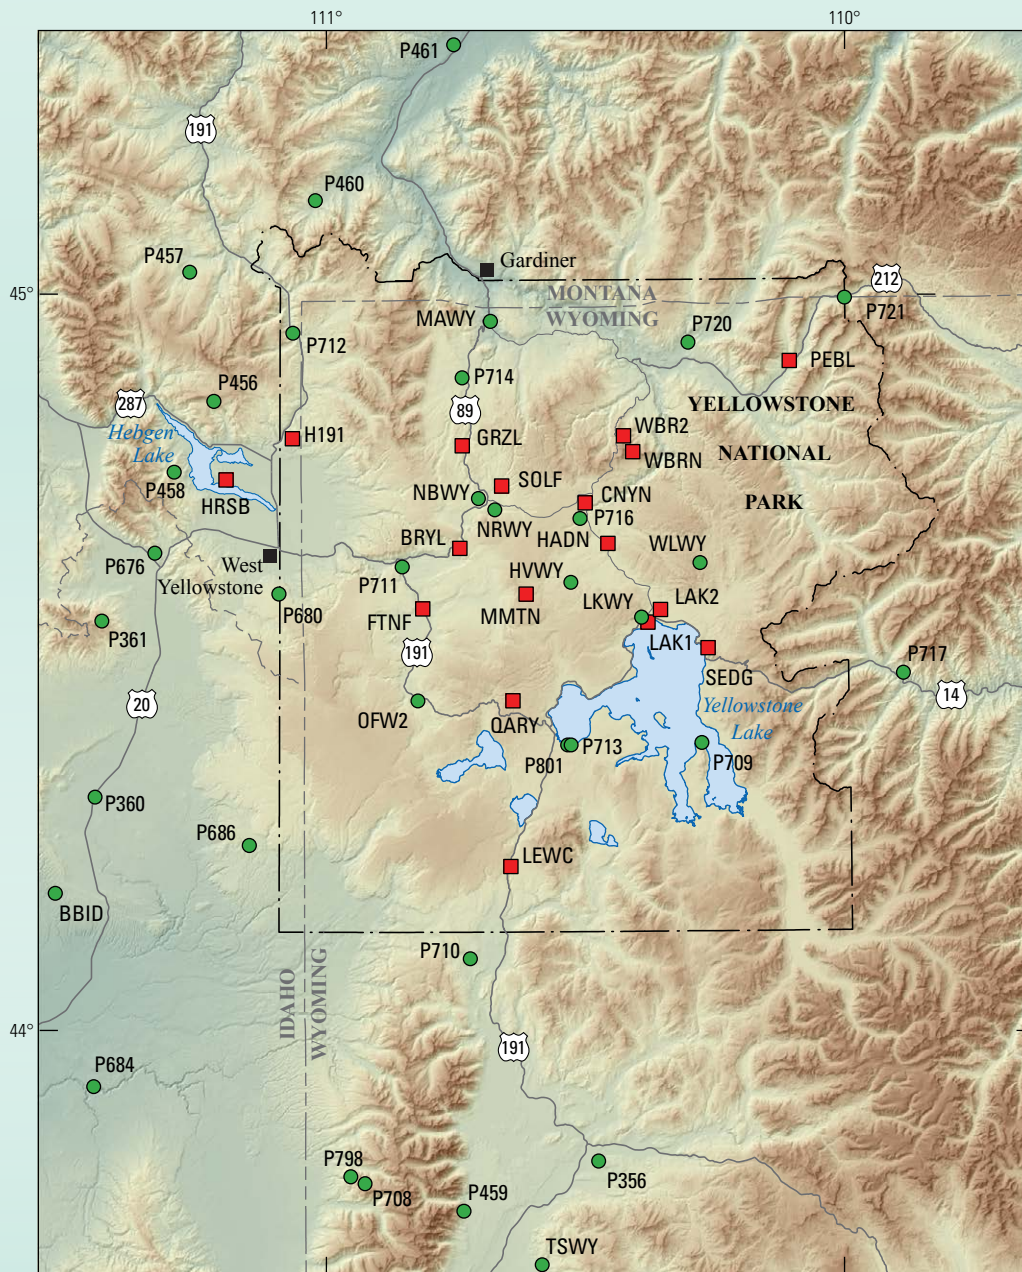 111°
110°
P461
191
P460
P457
Gardiner
212
45°
MONTANA
WYOMING
MAWY
P721
P712
P720
PEBL
P714
P456
287
89
YELLOWSTONE
Hebgen
Lake
H191
GRZL
WBR2
WBRN
NATIONAL
P458
HRSB
NBWY
SOLF
CNYN
PARK
NRWY
P716
BRYL
HADN
WLWY
P676
West
Yellowstone
P711
HVWY
P680
FTNF
MMTN
LKWY
LAK2
P361
LAK1
191
SEDG
P717
20
14
OFW2
QARY
Yellowstone
Lake
P801
P713
P709
P360
P686
LEWC
BBID
P710
IDAHO
WYOMING
44°
191
P684
P798
P708
P459
P356
TSWY